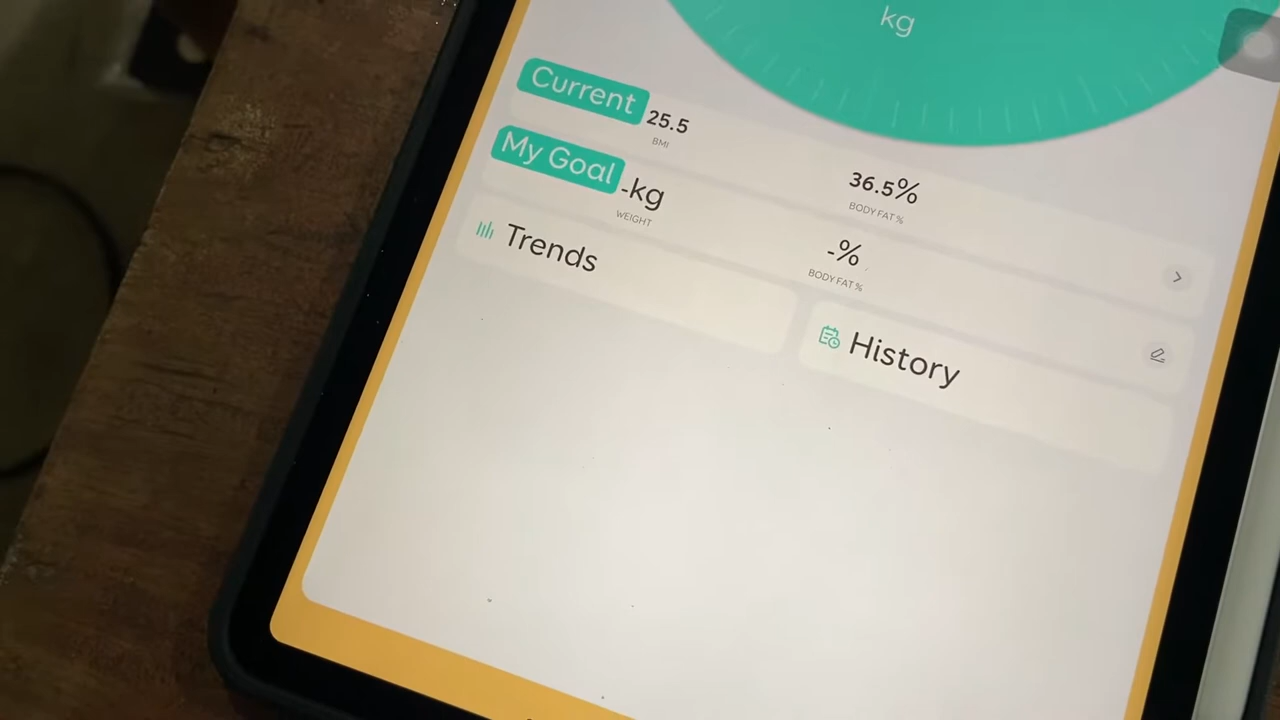 kg
Current
25.5
BMI
36.5%
BODY FAT %
My Goal
-kg
WEIGHT
-%
BODY FAT %
Trends
History